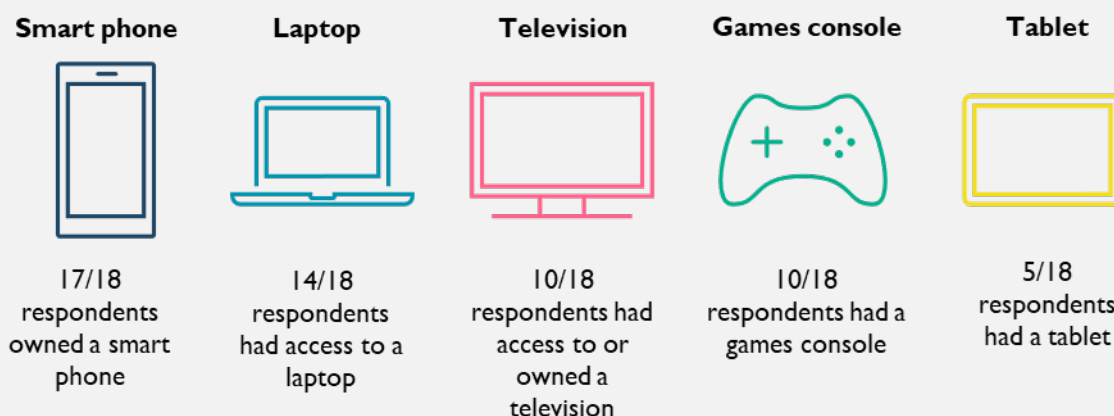 Smart phone
Laptop
Television
Games console
Tablet
17/18
respondents
owned a smart
phone
14/18
respondents
had access to a
laptop
10/18
respondents had
access to or
owned a
television
10/18
respondents had a
games console
5/18
respondents
had a tablet